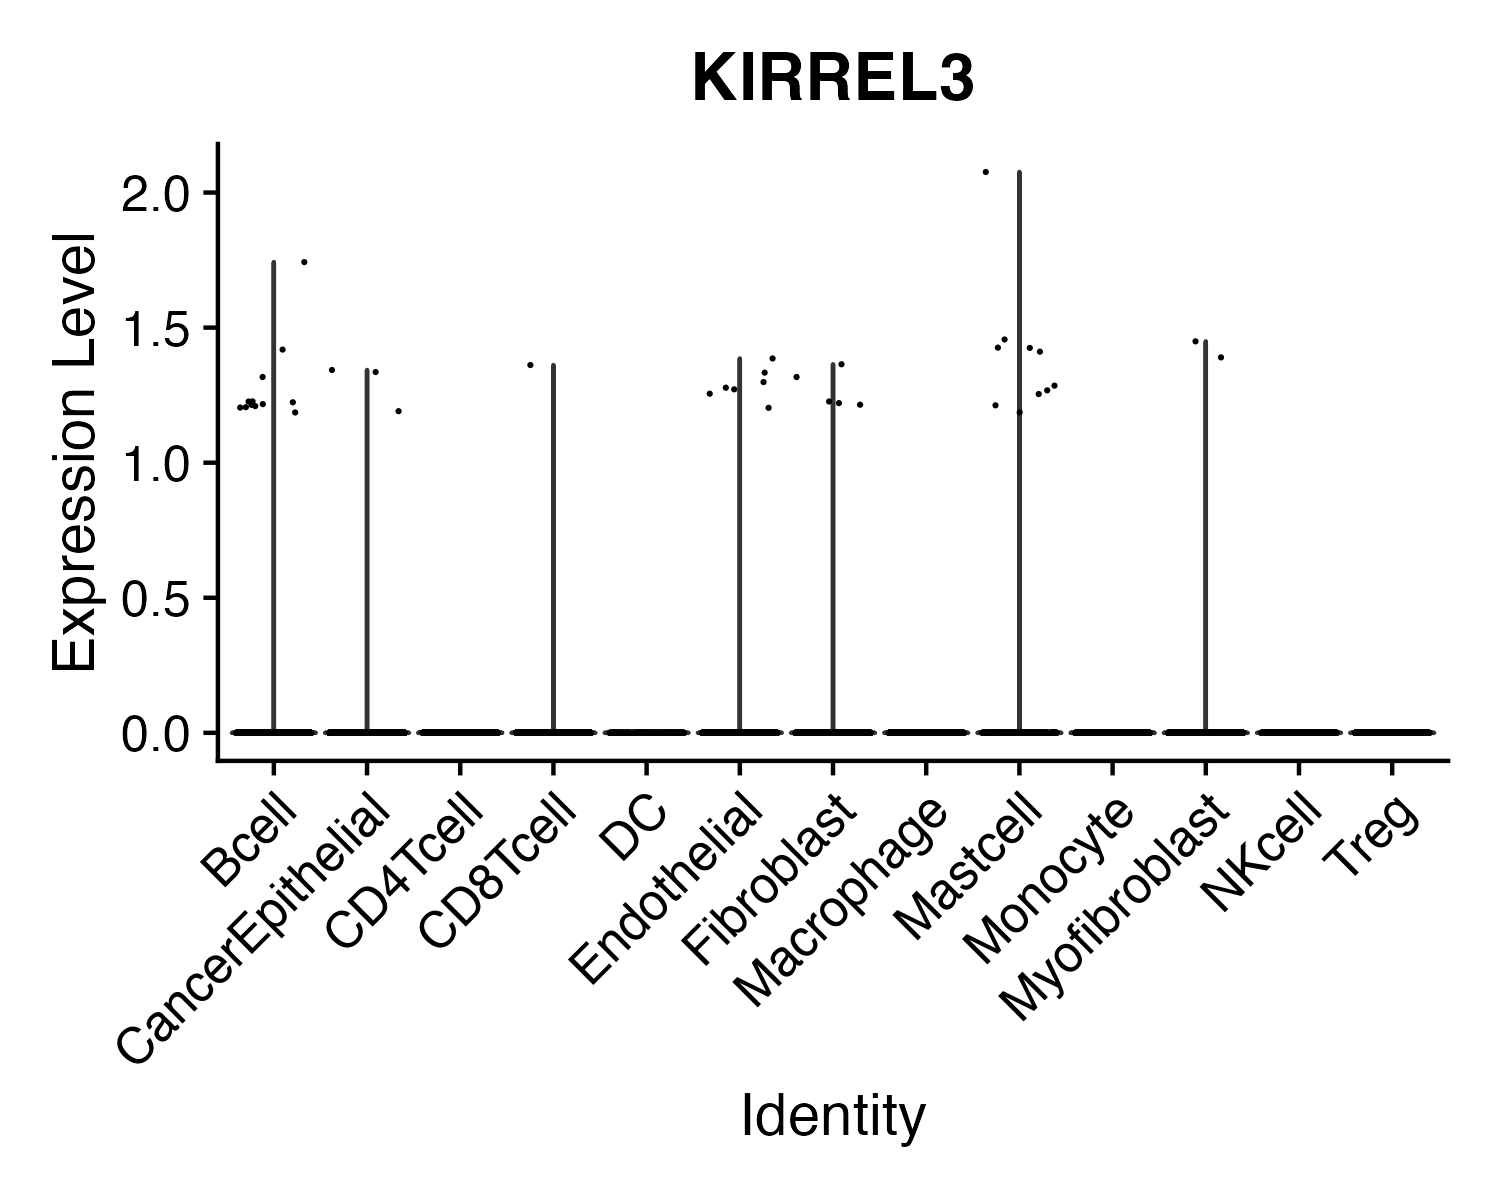 KIRREL3
Expression Level
2.0
1.5
1.0
0.5
0.0
Bcell
CancerEpithelial
CD4Tcell
CD8Tcell
DC
Endothelial
Fibroblast
Macrophage
Mastcell
Monocyte
Myofibroblast
NKcell
Treg
Identity